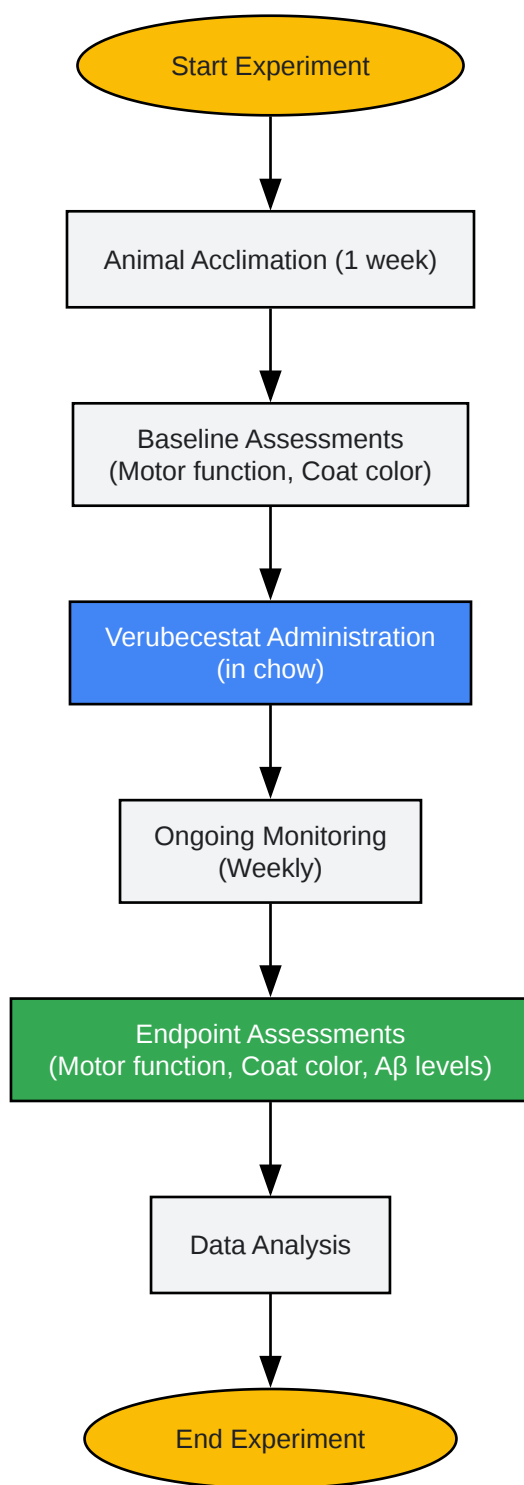 Start Experiment
Animal Acclimation (1 week)
Baseline Assessments
(Motor function, Coat color)
Verubecestat Administration
(in chow)
Ongoing Monitoring
(Weekly)
Endpoint Assessments
(Motor function, Coat color, Aβ levels)
Data Analysis
End Experiment